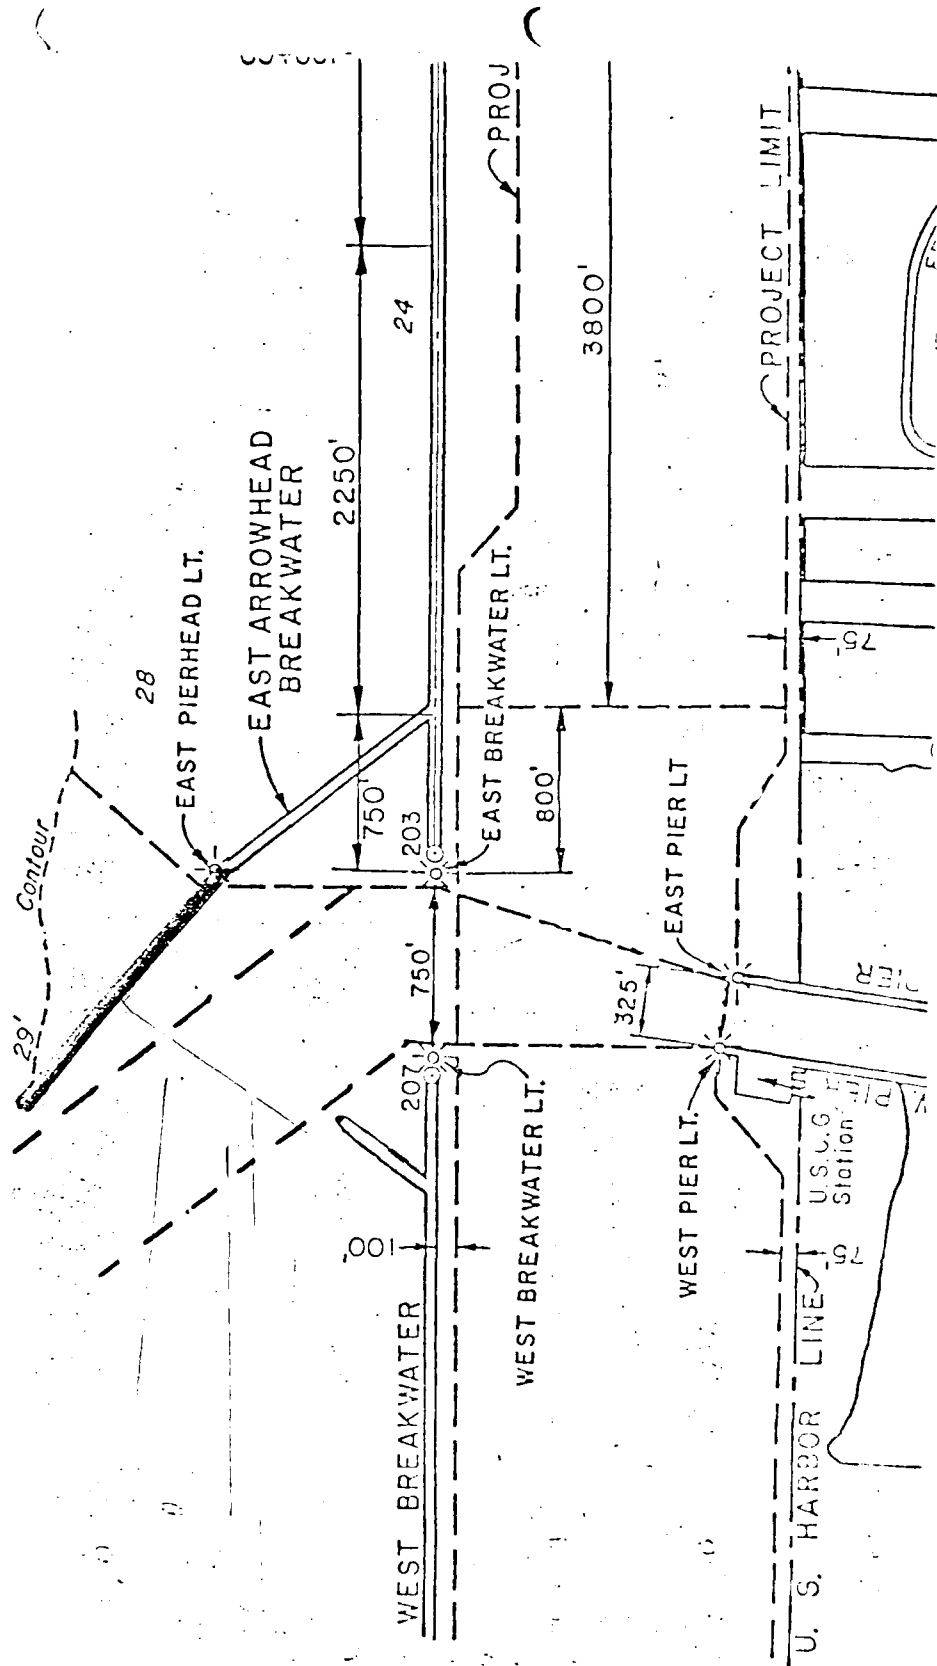 PROJ
PROJECT LIMIT
24
3800'
2250'
EAST ARROWHEAD
BREAKWATER
EAST PIERHEAD LT.
28
Contour
29'
750'
203
EAST BREAKWATER LT.
800'
75'
EAST PIER LT
750'
325'
PIER
207
WEST BREAKWATER LT.
WEST PIER LT.
U.S.C.G.
Station
100'
75'
WEST BREAKWATER
U. S. HARBOR LINE